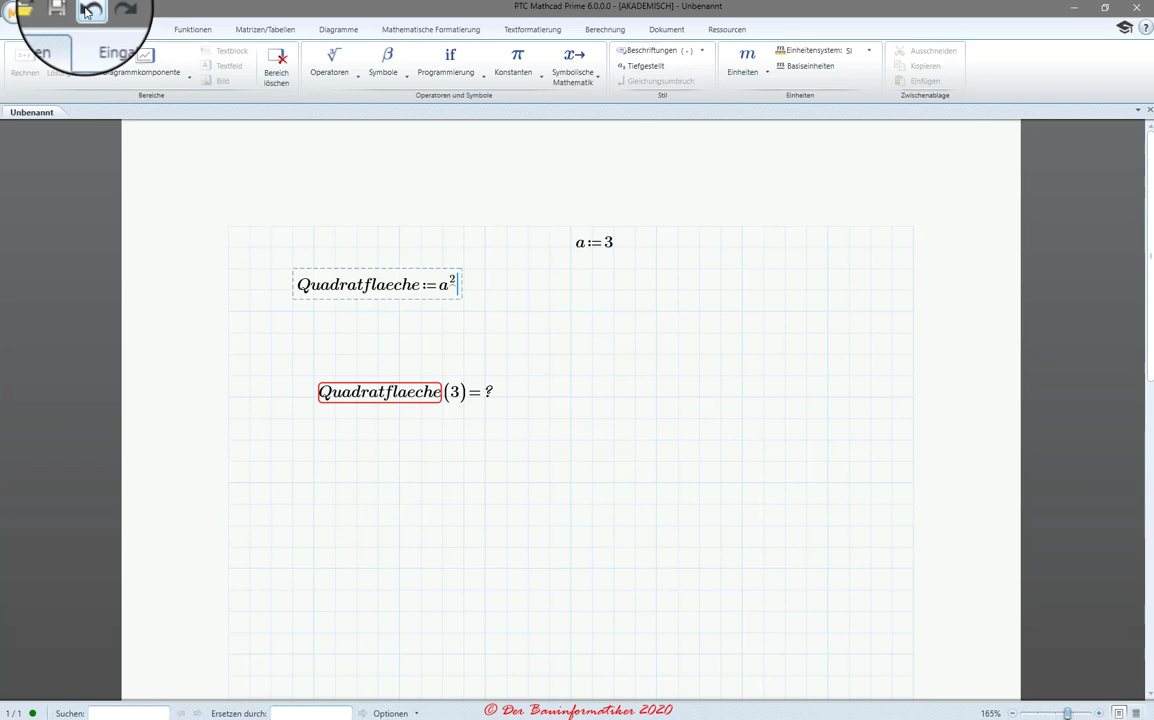 PTC Mathcad Prime 6.0.0.0 - [AKADEMISCH] - Unbenannt
Funktionen Matrizen/Tabellen Diagramme Mathematische Formatierung Textformatierung Berechnung Dokument Ressourcen
Textblock
Textfeld
Bild
Rechnen
Bereich
löschen
Operatoren
Symbole
if
Programmierung
π
Konstanten
Symbolische
Mathematik
Beschriftungen ( - )
Tiefgestellt
Gleichungsumbruch
m
Einheiten
Einheitensystem: SI
Basiseinheiten
Ausschneiden
Kopieren
Einfügen
Bereiche Operatoren und Symbole Stil Einheiten Zwischenablage
Unbenannt
a:=3
Quadratflaeche:=a²
Quadratflaeche(3)=?
1 / 1 Suchen: Ersetzen durch: Optionen © Der Bauinformatiker 2020 165%